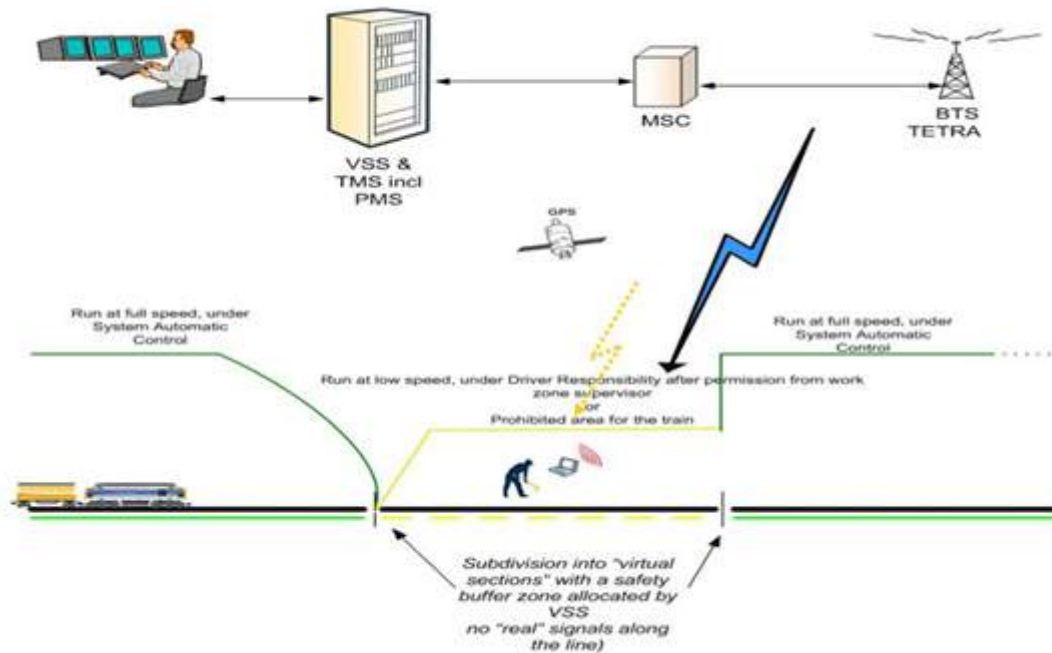 VSS &
TMS incl
PMS
MSC
BTS
TETRA
GPS
Run at full speed, under
System Automatic
Control
Run at full speed, under
System Automatic
Control
Run at low speed, under Driver Responsibility after permission from work
zone supervisor
or
Prohibited area for the train
Subdivision into "virtual
sections" with a safety
buffer zone allocated by
VSS
no "real" signals along
the line)